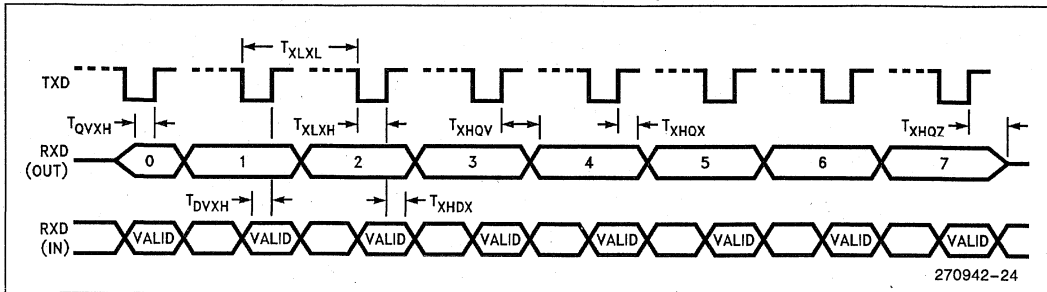 T_XLXL
TXD
T_QVXH T_XLXH T_XHQV T_XHQX T_XHQZ
RXD (OUT) 0 1 2 3 4 5 6 7
T_DVXH T_XHDX
RXD (IN) VALID VALID VALID VALID VALID VALID VALID VALID
270942-24